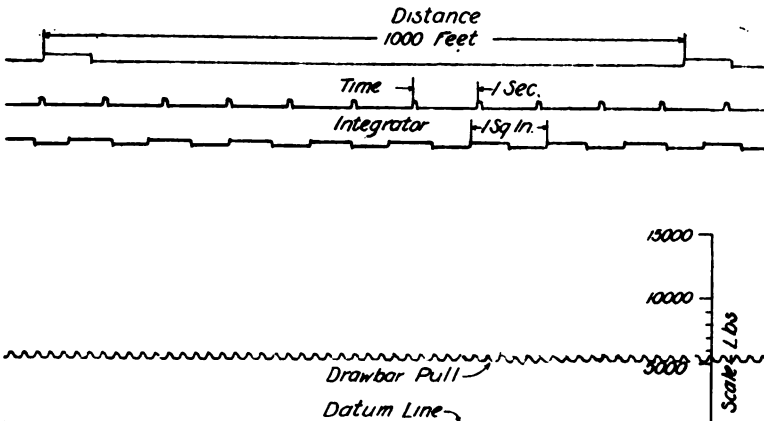 Distance
1000 Feet
Time
1 Sec.
Integrator
1 Sq In.
15000
10000
5000
Scale - Lbs
Drawbar Pull
Datum Line